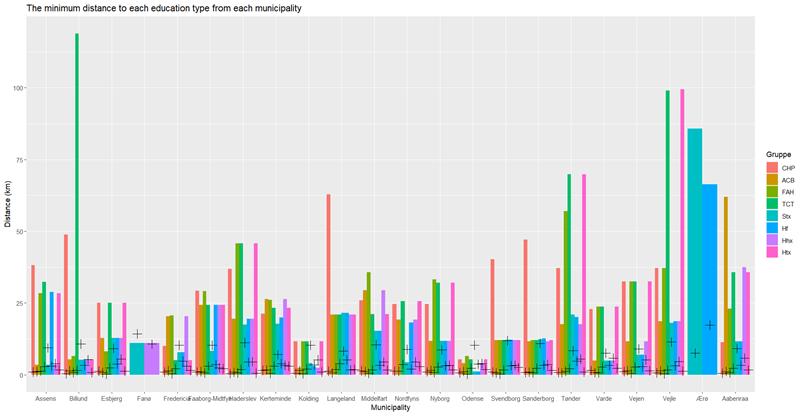 The minimum distance to each education type from each municipality
Distance (km)
100
75
50
25
0
Assens Billund Esbjerg Fanø Fredericia Faaborg-Midtfyn Haderslev Kerteminde Kolding Langeland Middelfart Nordfyns Nyborg Odense Svendborg Sønderborg Tønder Varde Vejen Vejle Ærø Aabenraa
Municipality
Gruppe
CHP
ACB
FAH
TCT
Stx
Hf
Hhx
Htx